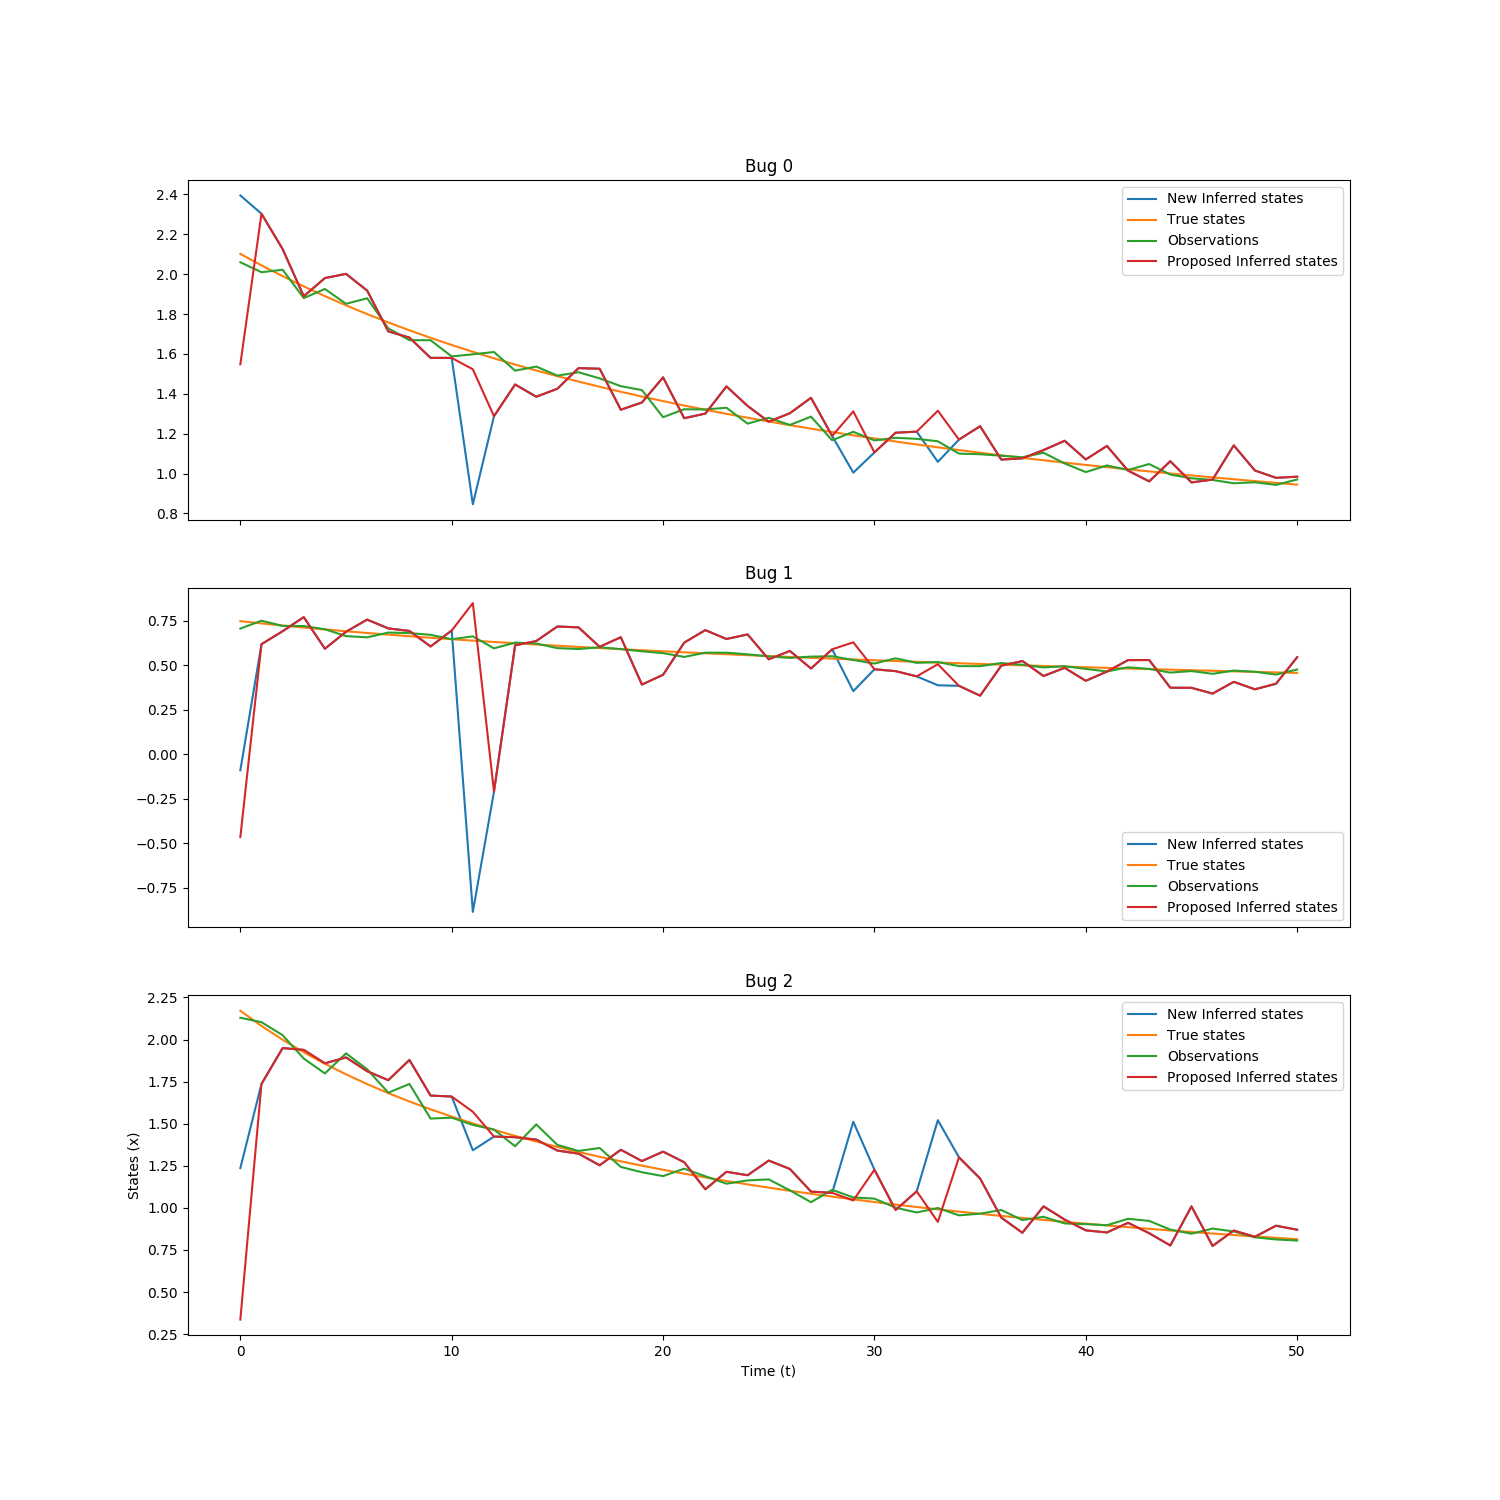 Bug 0
2.4
2.2
2.0
1.8
1.6
1.4
1.2
1.0
0.8
New Inferred states
True states
Observations
Proposed Inferred states
Bug 1
0.75
0.50
0.25
0.00
−0.25
−0.50
−0.75
New Inferred states
True states
Observations
Proposed Inferred states
Bug 2
2.25
2.00
1.75
1.50
1.25
1.00
0.75
0.50
0.25
States (x)
New Inferred states
True states
Observations
Proposed Inferred states
0 10 20 30 40 50
Time (t)